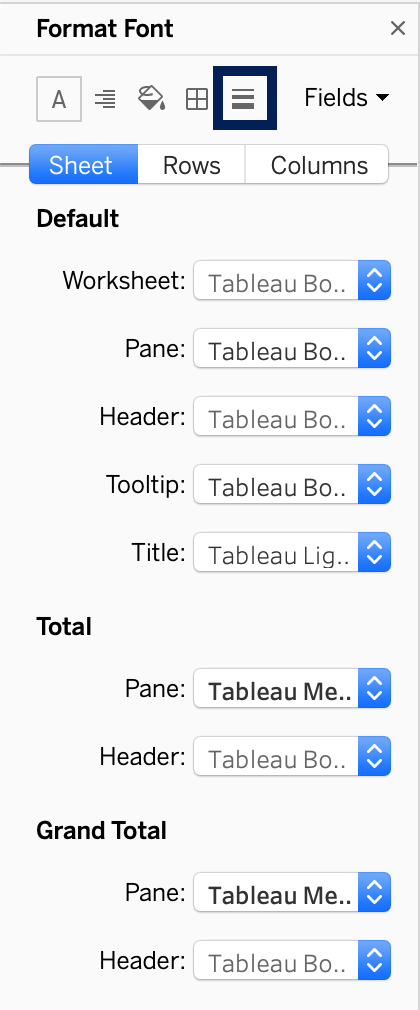 Format Font ×
A Fields
Sheet Rows Columns
Default
Worksheet: Tableau Bo..
Pane: Tableau Bo..
Header: Tableau Bo..
Tooltip: Tableau Bo..
Title: Tableau Lig..
Total
Pane: Tableau Me..
Header: Tableau Bo..
Grand Total
Pane: Tableau Me..
Header: Tableau Bo..